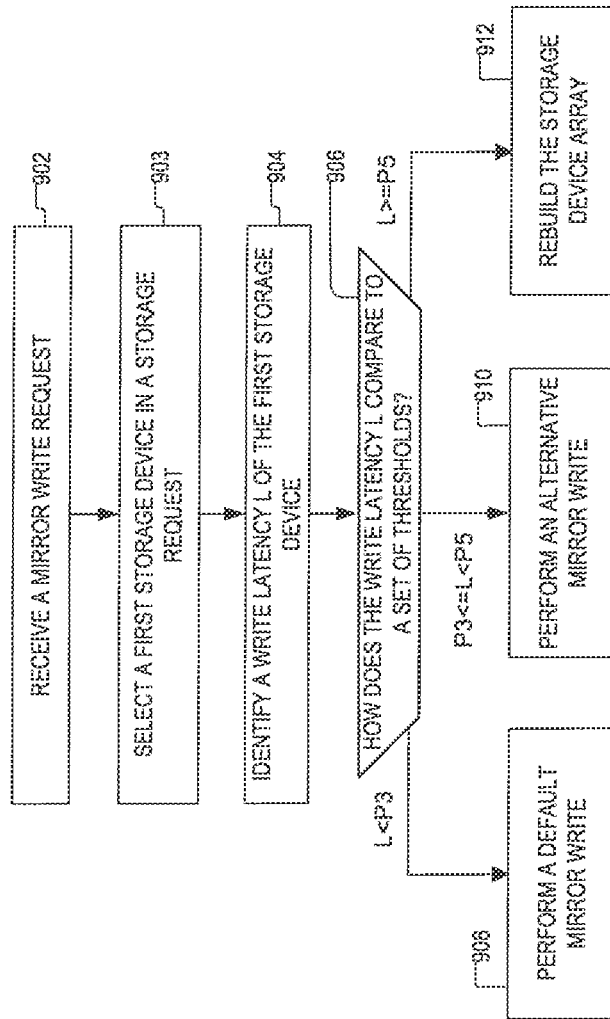 RECEIVE A MIRROR WRITE REQUEST
902
SELECT A FIRST STORAGE DEVICE IN A STORAGE
REQUEST
903
IDENTIFY A WRITE LATENCY L OF THE FIRST STORAGE
DEVICE
904
HOW DOES THE WRITE LATENCY L COMPARE TO
A SET OF THRESHOLDS?
906
L<P3
P3<=L<P5
L>=P5
908
PERFORM A DEFAULT
MIRROR WRITE
910
PERFORM AN ALTERNATIVE
MIRROR WRITE
912
REBUILD THE STORAGE
DEVICE ARRAY